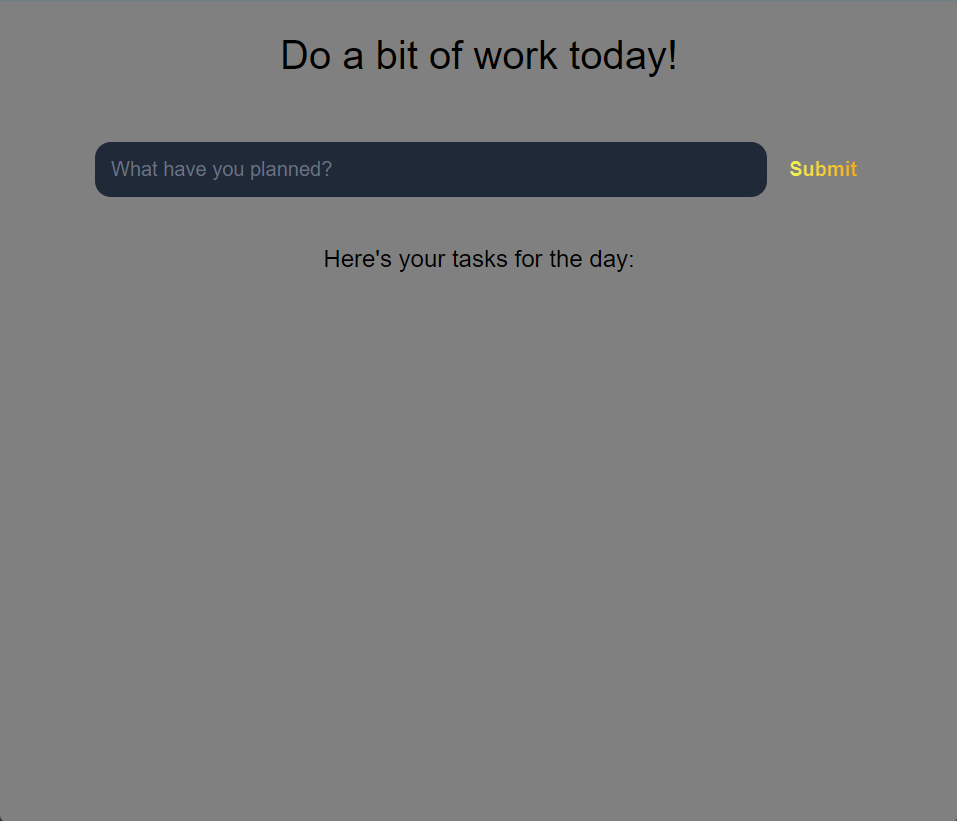 Do a bit of work today!
What have you planned?
Submit
Here's your tasks for the day: